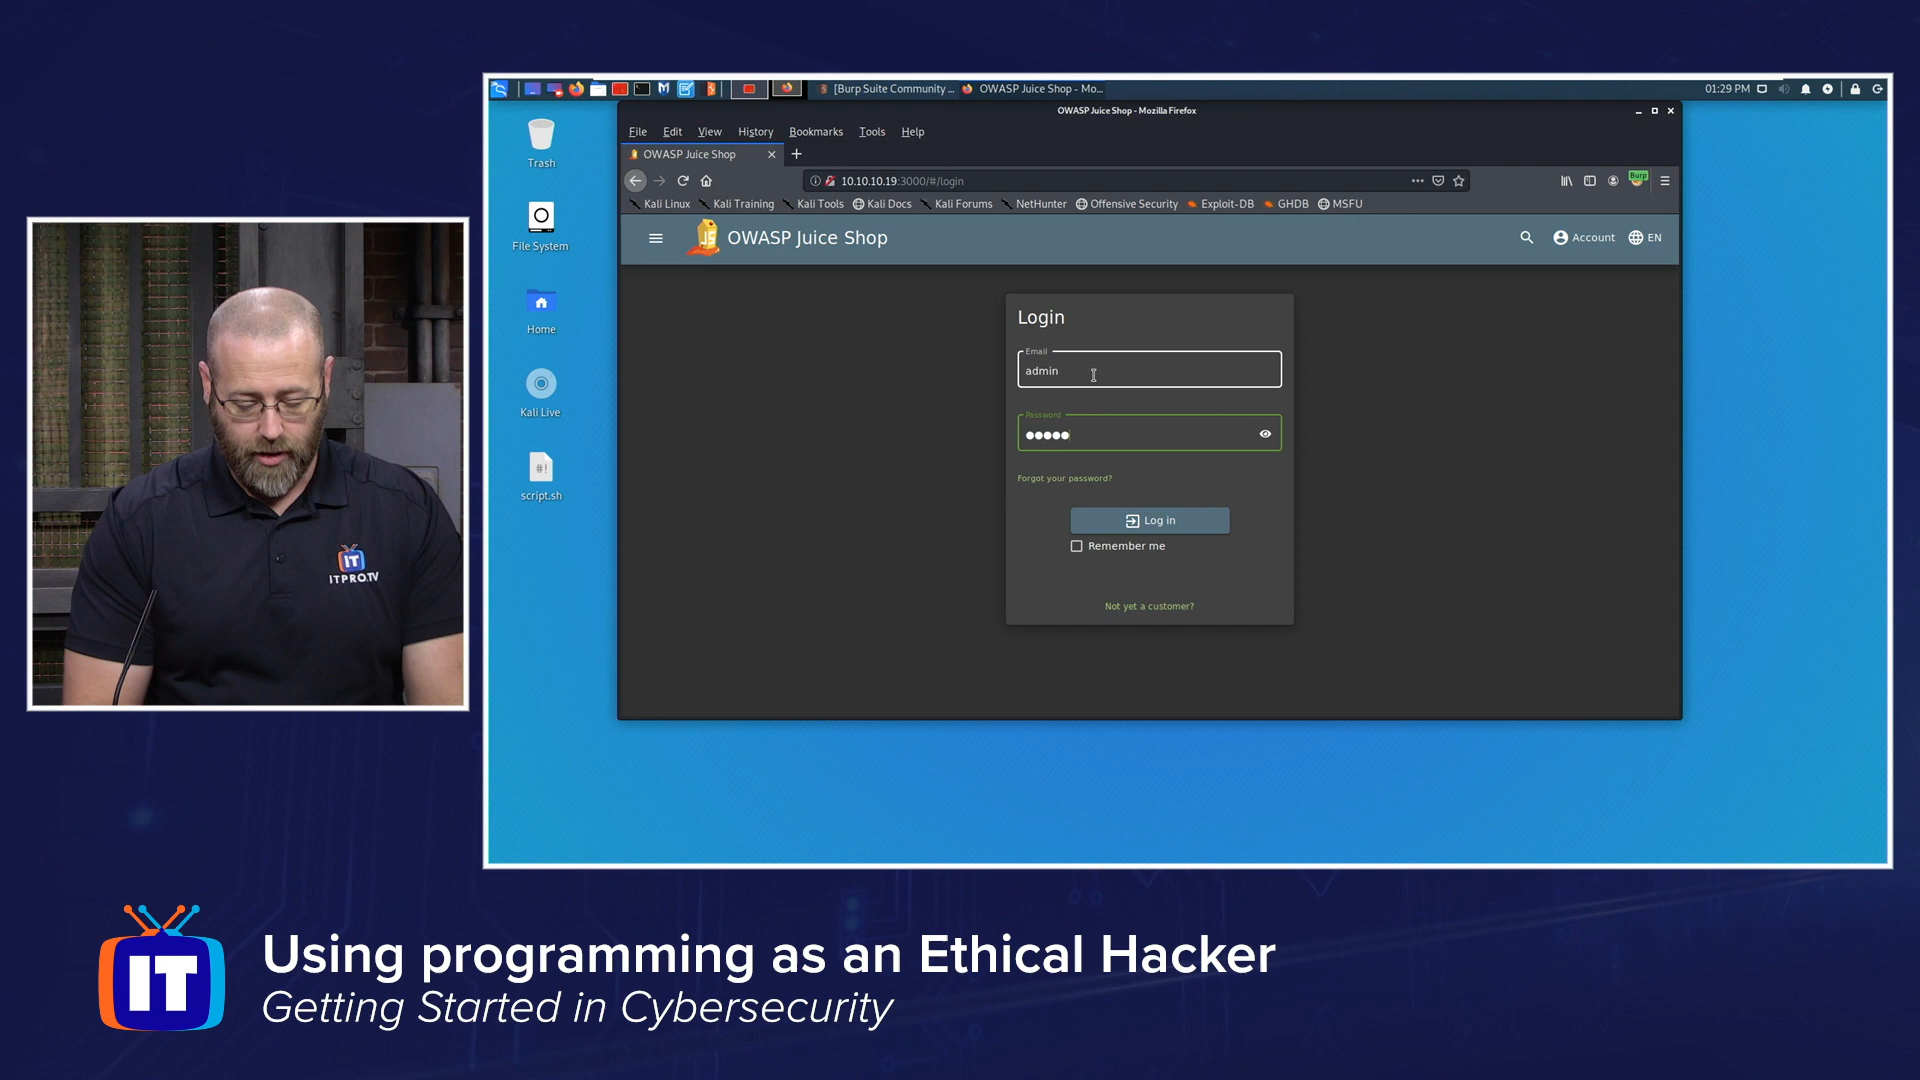 [Burp Suite Community ...
OWASP Juice Shop - Mo...
01:29 PM
OWASP Juice Shop - Mozilla Firefox
File Edit View History Bookmarks Tools Help
OWASP Juice Shop
10.10.10.19:3000/#/login
Burp
Kali Linux Kali Training Kali Tools Kali Docs Kali Forums NetHunter Offensive Security Exploit-DB GHDB MSFU
JS
OWASP Juice Shop
Account
EN
Trash
File System
Home
Kali Live
#!
script.sh
Login
Email
admin
Password
Forgot your password?
Log in
Remember me
Not yet a customer?
IT
ITPRO.TV
IT
Using programming as an Ethical Hacker
Getting Started in Cybersecurity